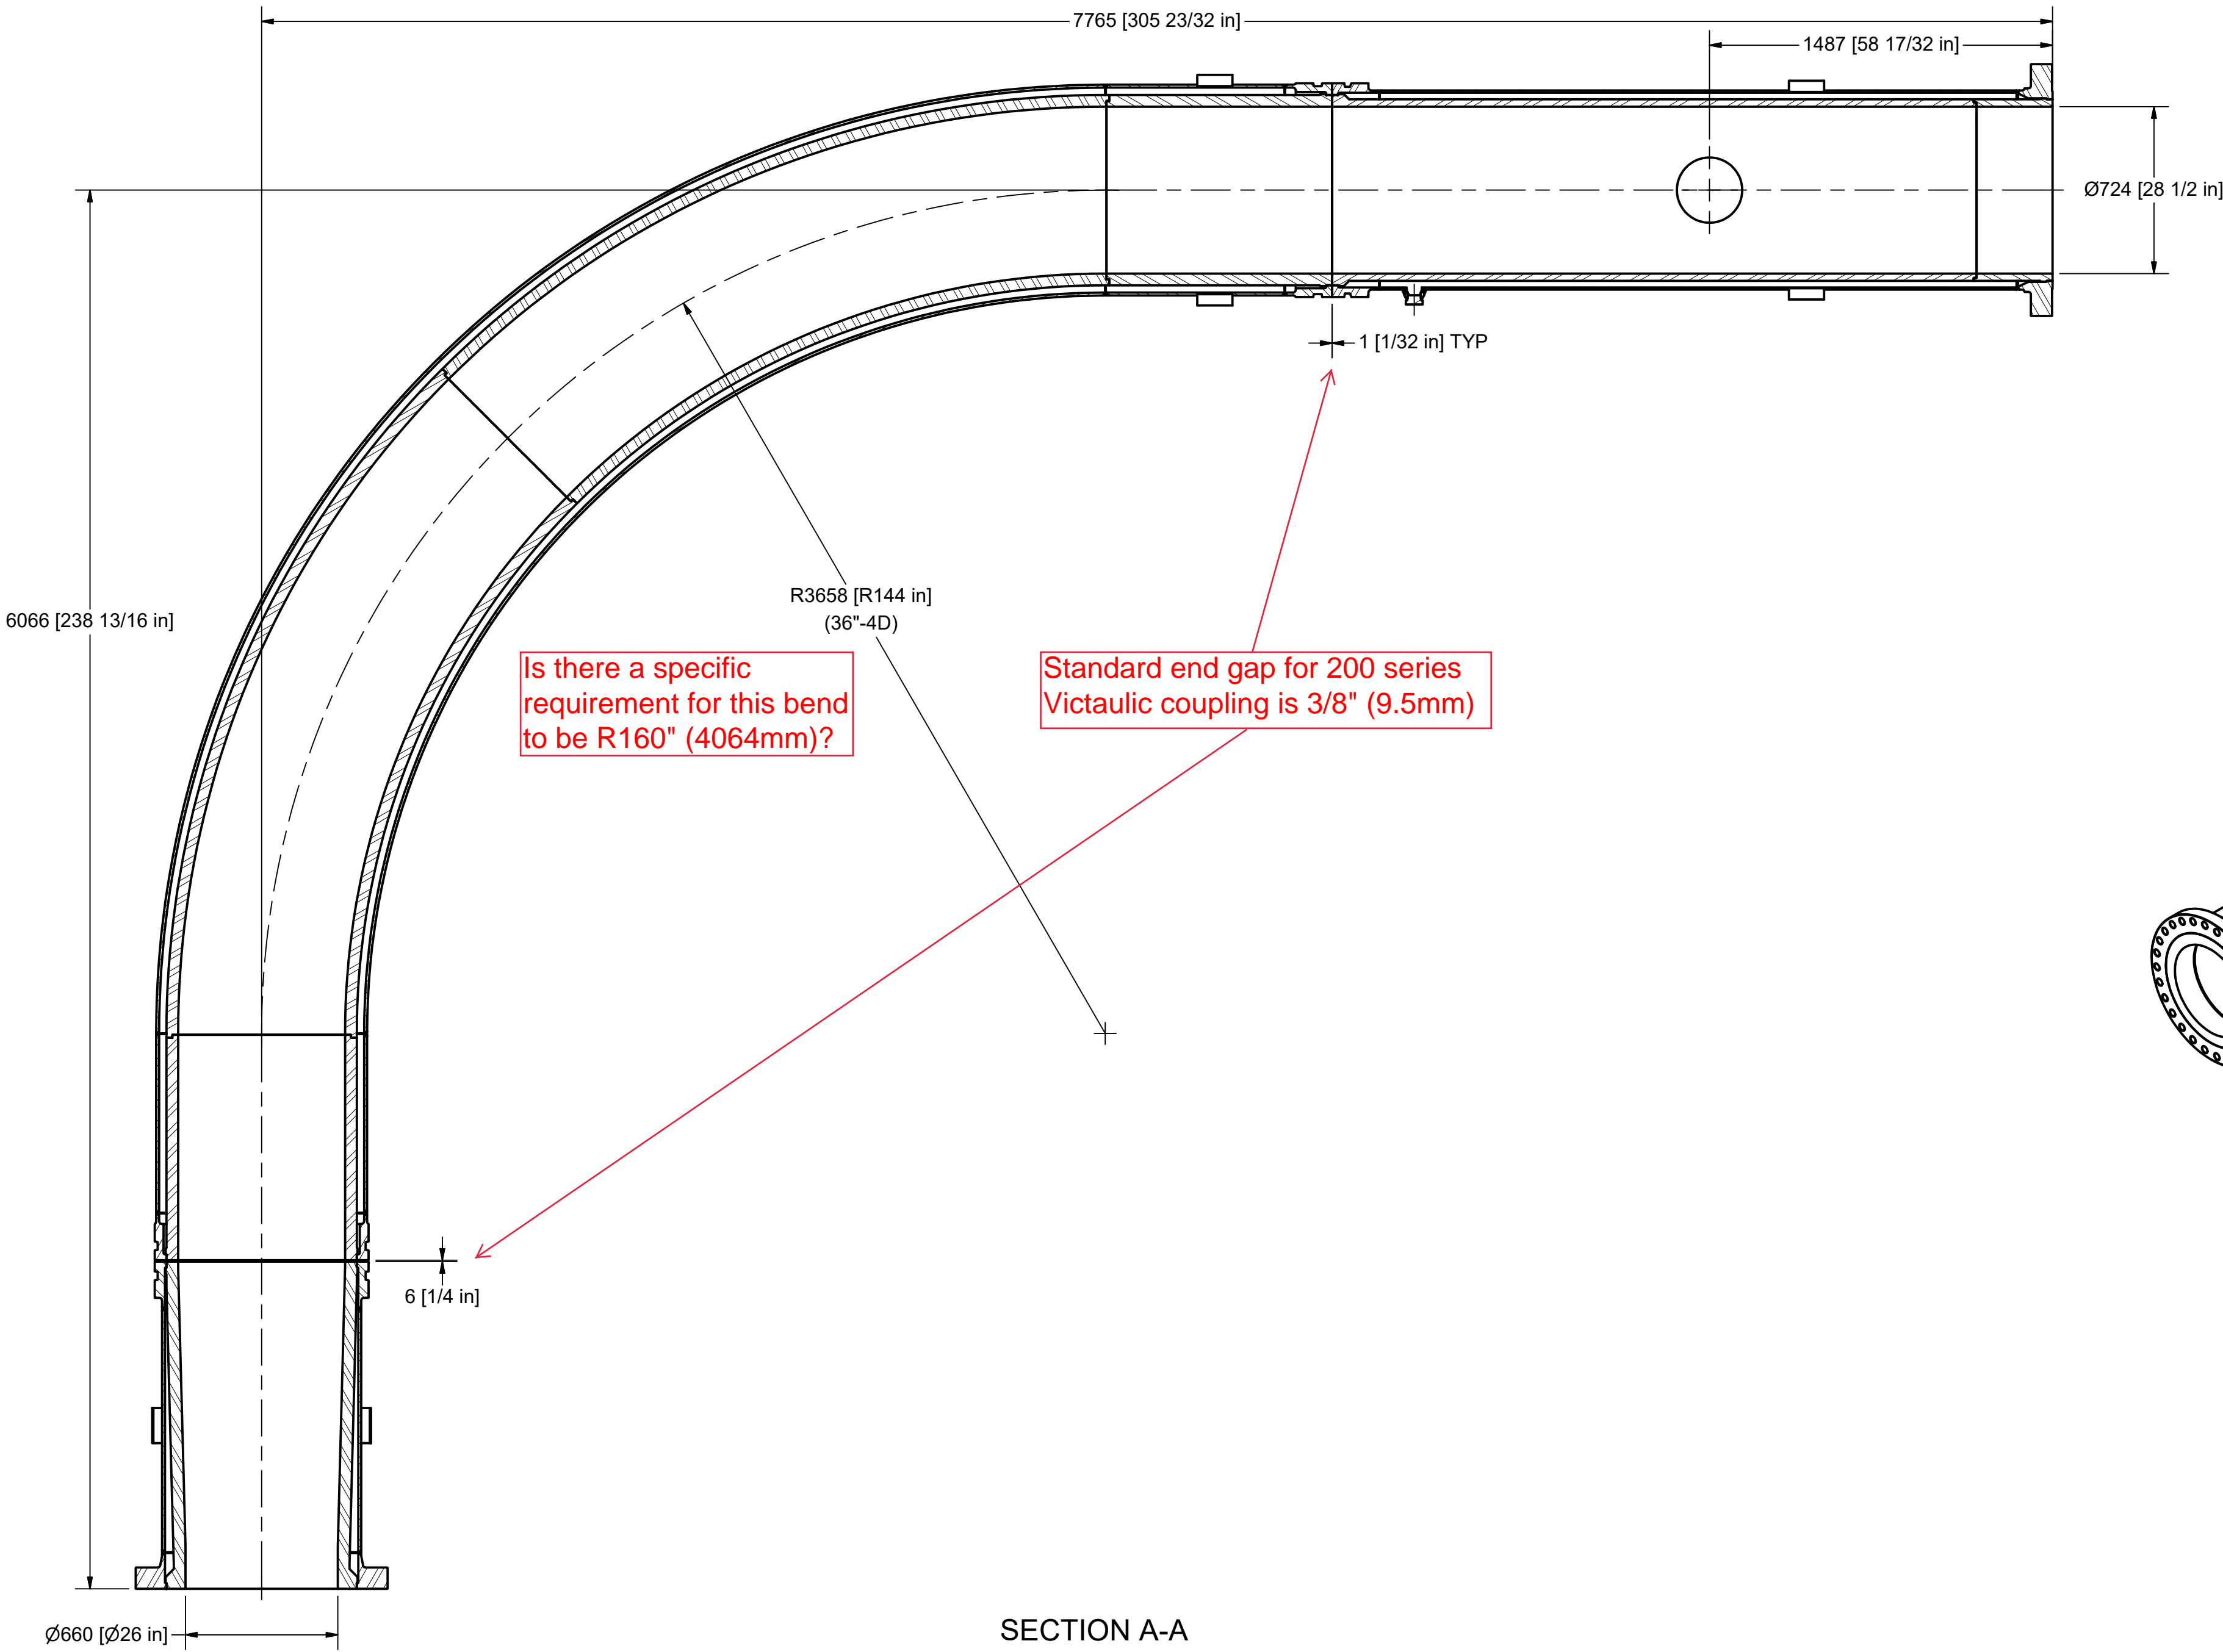 7765 [305 23/32 in]
1487 [58 17/32 in]
Ø724 [28 1/2 in]
1 [1/32 in] TYP
R3658 [R144 in]
(36"-4D)
6066 [238 13/16 in]
Is there a specific
requirement for this bend
to be R160" (4064mm)?
Standard end gap for 200 series
Victaulic coupling is 3/8" (9.5mm)
6 [1/4 in]
Ø660 [Ø26 in]
SECTION A-A